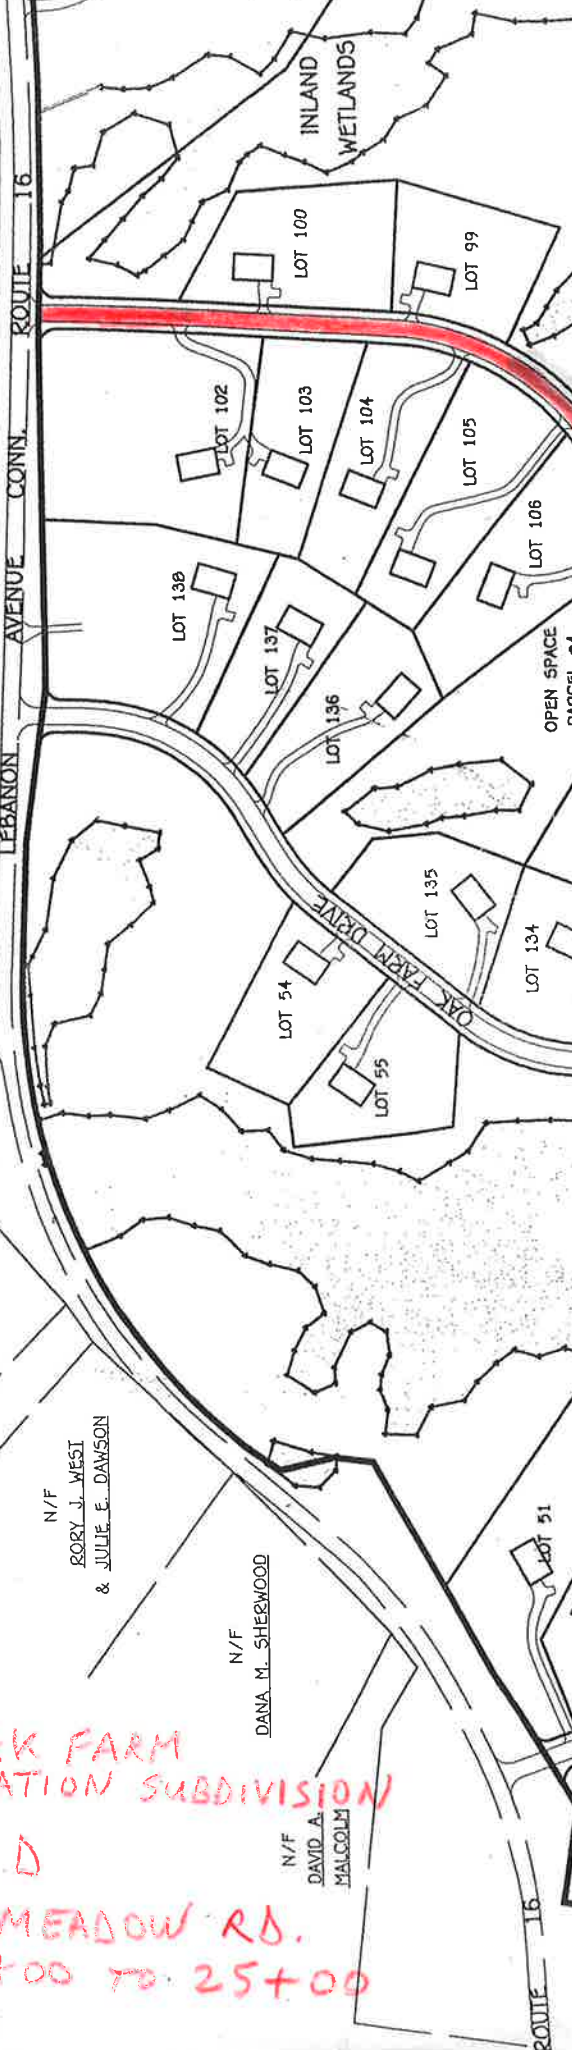 INLAND
WETLANDS
LOT 100
LOT 99
LEBANON AVENUE CONN. ROUTE 16
LOT 102
LOT 103
LOT 104
LOT 105
LOT 106
LOT 138
LOT 137
LOT 136
OPEN SPACE
LOT 135
LOT 134
OAK FARM DRIVE
LOT 54
LOT 55
N/F
RORY J. WEST
& JULIE E. DAWSON
LOT 51
N/F
DANA M. SHERWOOD
N/F
DAVID A.
MALCOLM
ROUTE 16
FARM
SUBDIVISION
D
MEADOW RD.
+00 TO 25+00